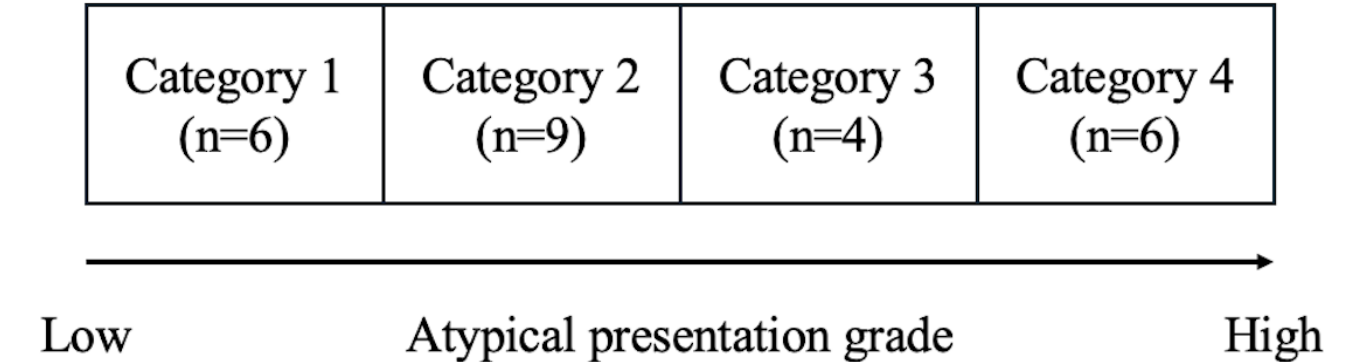 Category 1
(n=6)
Category 2
(n=9)
Category 3
(n=4)
Category 4
(n=6)
Low
Atypical presentation grade
High